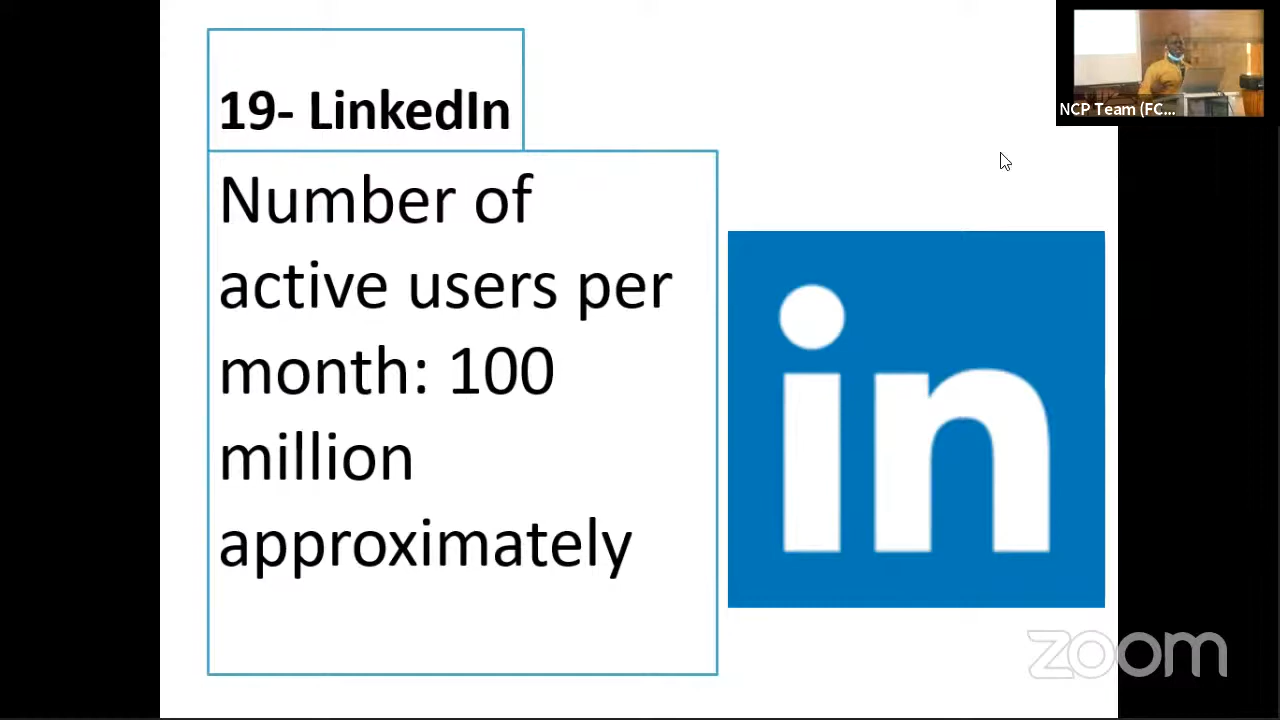 19- LinkedIn
Number of
active users per
month: 100
million
approximately
in
NCP Team (FC...
zoom